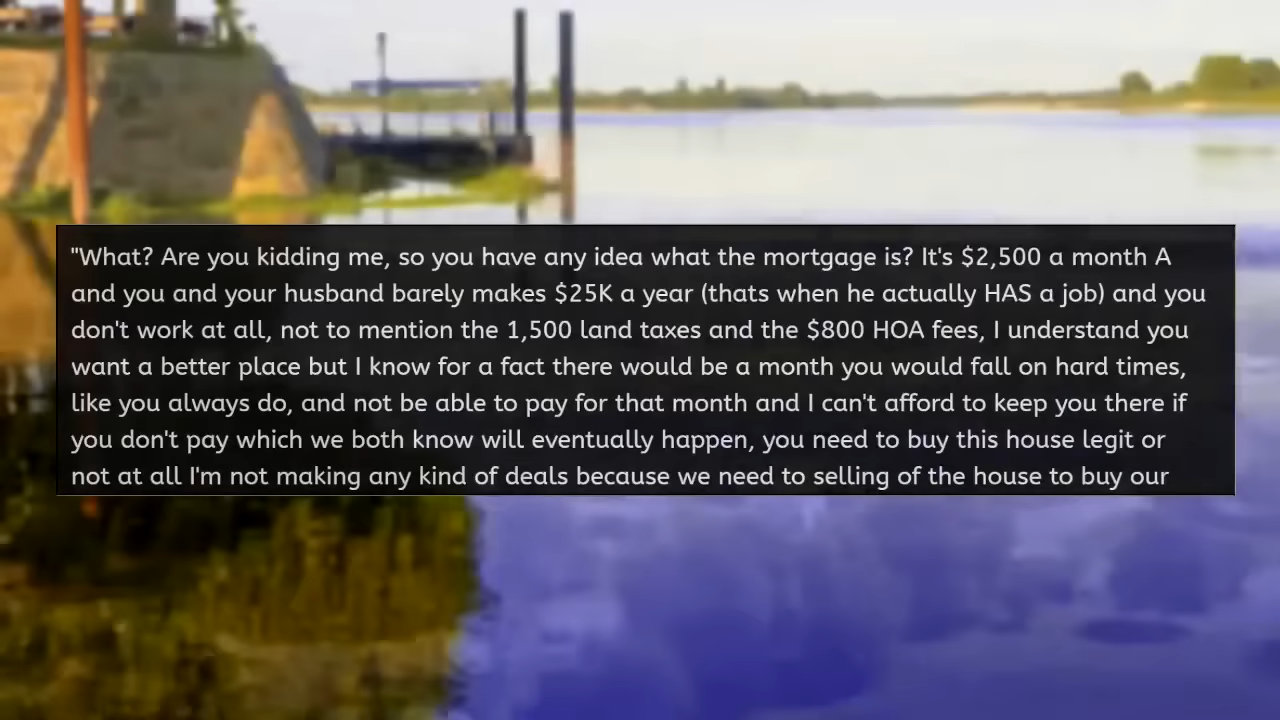 "What? Are you kidding me, so you have any idea what the mortgage is? It's $2,500 a month A
and you and your husband barely makes $25K a year (thats when he actually HAS a job) and you
don't work at all, not to mention the 1,500 land taxes and the $800 HOA fees, I understand you
want a better place but I know for a fact there would be a month you would fall on hard times,
like you always do, and not be able to pay for that month and I can't afford to keep you there if
you don't pay which we both know will eventually happen, you need to buy this house legit or
not at all I'm not making any kind of deals because we need to selling of the house to buy our